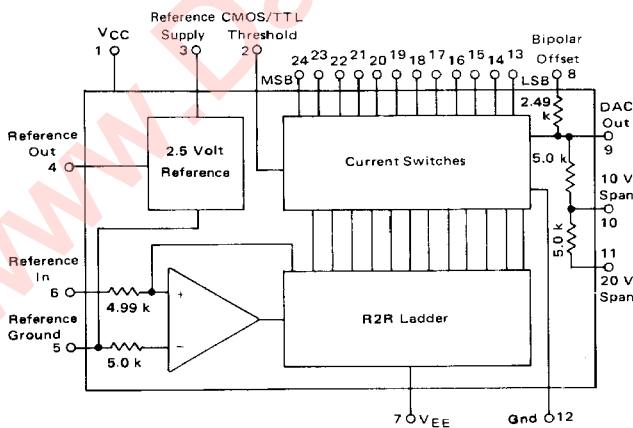 Reference CMOS/TTL
Supply Threshold
VCC
1
3
2
MSB
24 23 22 21 20 19 18 17 16 15 14 13
LSB
Bipolar
Offset
8
2.49
k
DAC
Out
9
5.0 k
10 V
Span
10
5.0 k
11
20 V
Span
Reference
Out
4
2.5 Volt
Reference
Current Switches
Reference
In
6
4.99 k
+
Reference
Ground
5
5.0 k
−
R2R Ladder
7 VEE
Gnd 12
www.Da